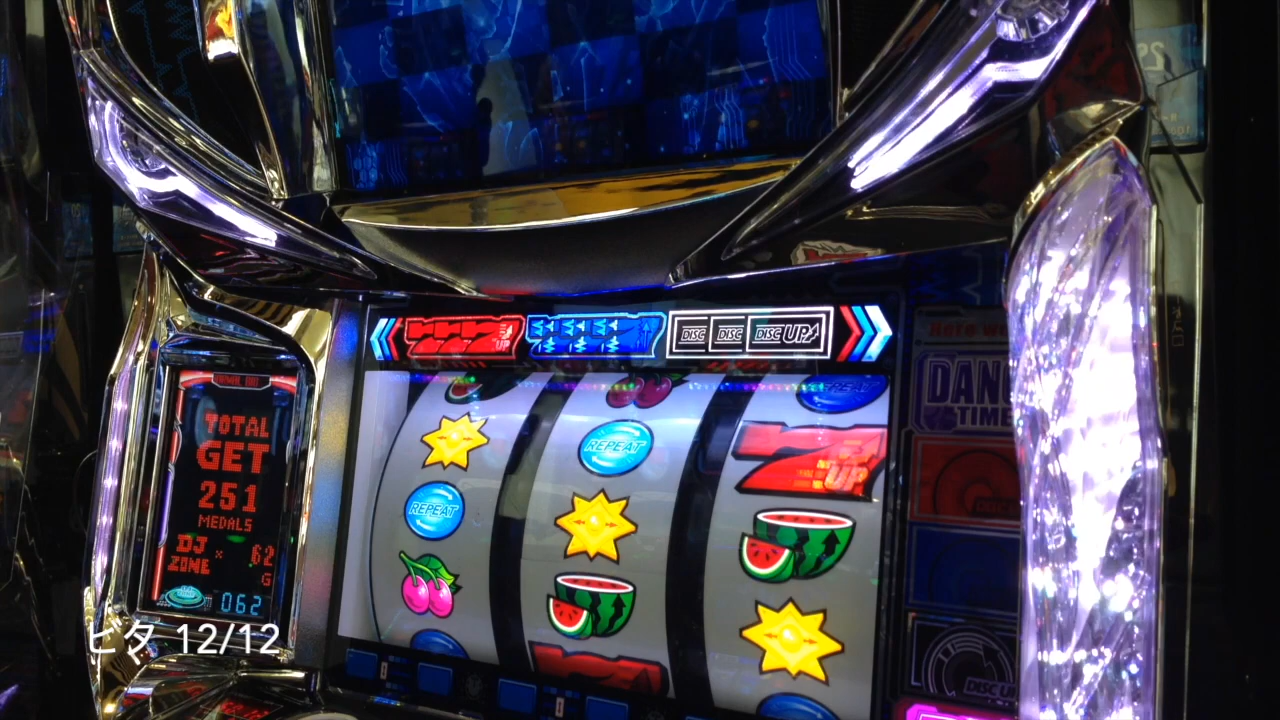 DISC DISC DISC UP
REPEAT
REPEAT
UP
REPEAT
DANC
TIME
TOTAL
GET
251
MEDALS
DJ
ZONE × 62
G
062
ビタ 12/12
DISC UP